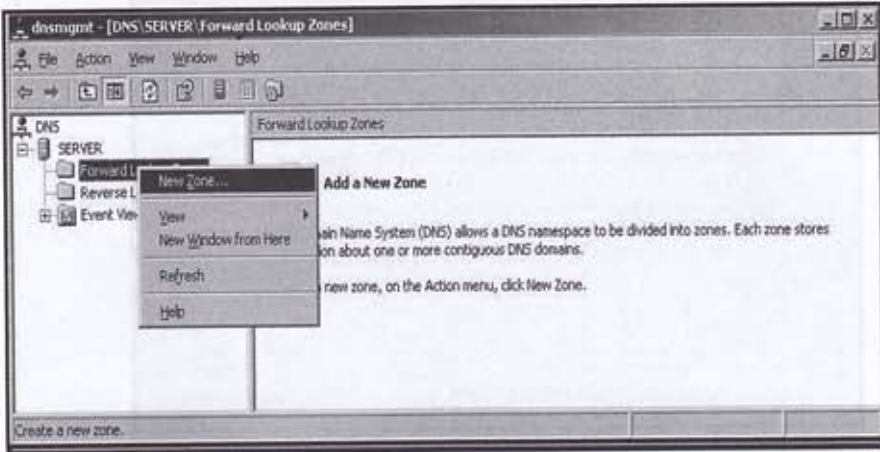 dnsmgmt - [DNS\SERVER\Forward Lookup Zones]
File Action View Window Help
DNS
SERVER
Forward L
Reverse L
Event View
New Zone...
View
New Window from Here
Refresh
Help
Forward Lookup Zones
Add a New Zone
ain Name System (DNS) allows a DNS namespace to be divided into zones. Each zone stores
ion about one or more contiguous DNS domains.
new zone, on the Action menu, click New Zone.
Create a new zone.